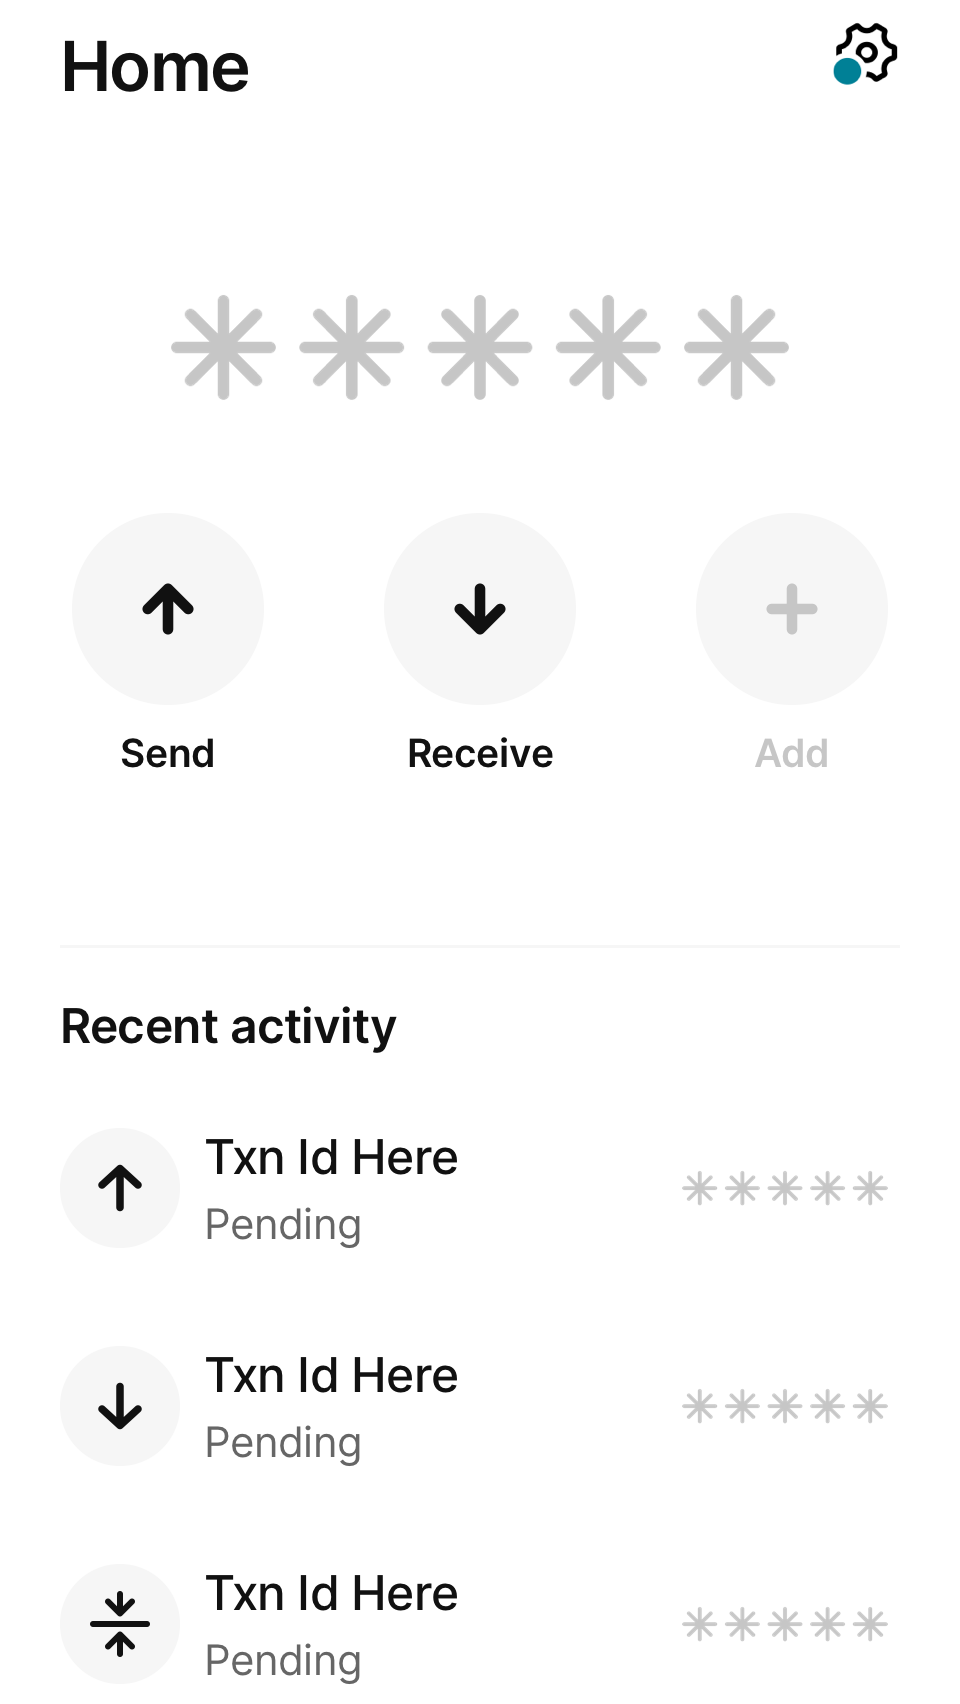 Home
*****
Send
Receive
Add
Recent activity
Txn Id Here
Pending
*****
Txn Id Here
Pending
*****
Txn Id Here
Pending
*****